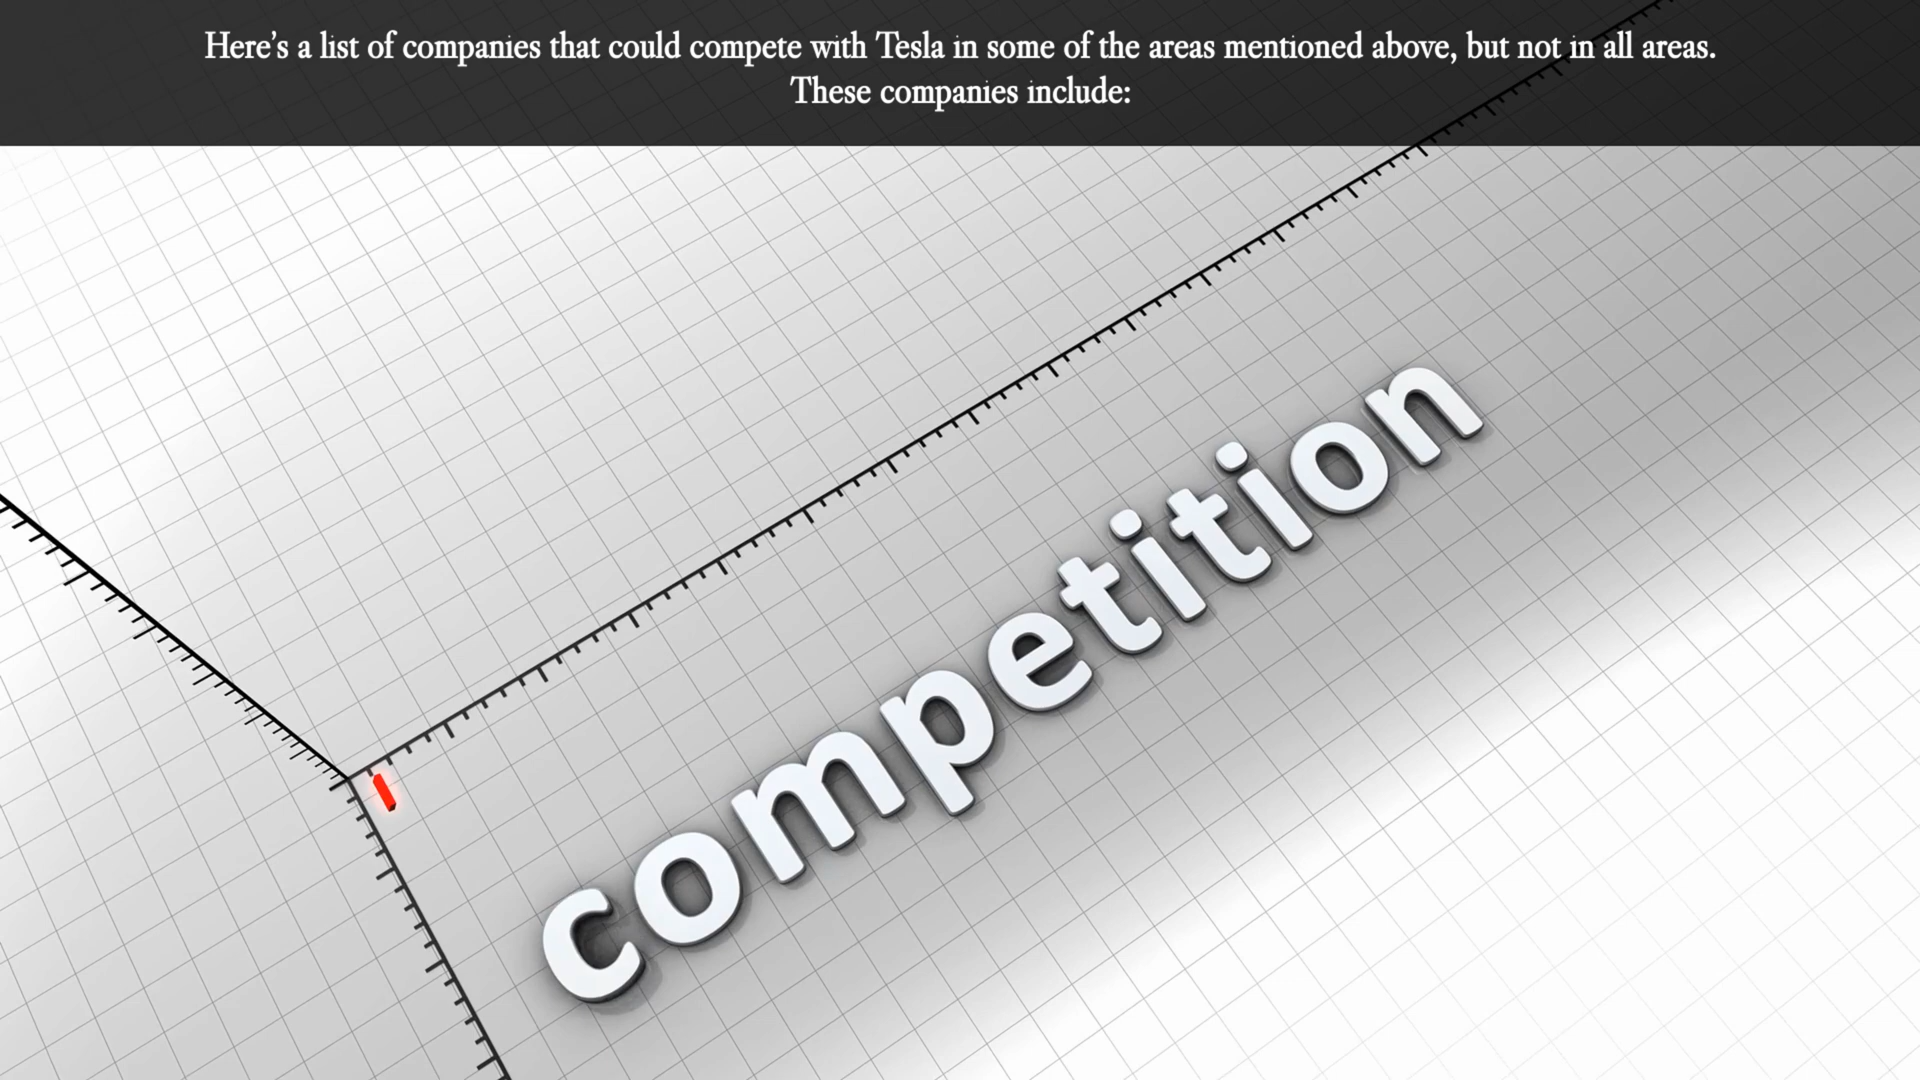 Here’s a list of companies that could compete with Tesla in some of the areas mentioned above, but not in all areas.
These companies include:
competition